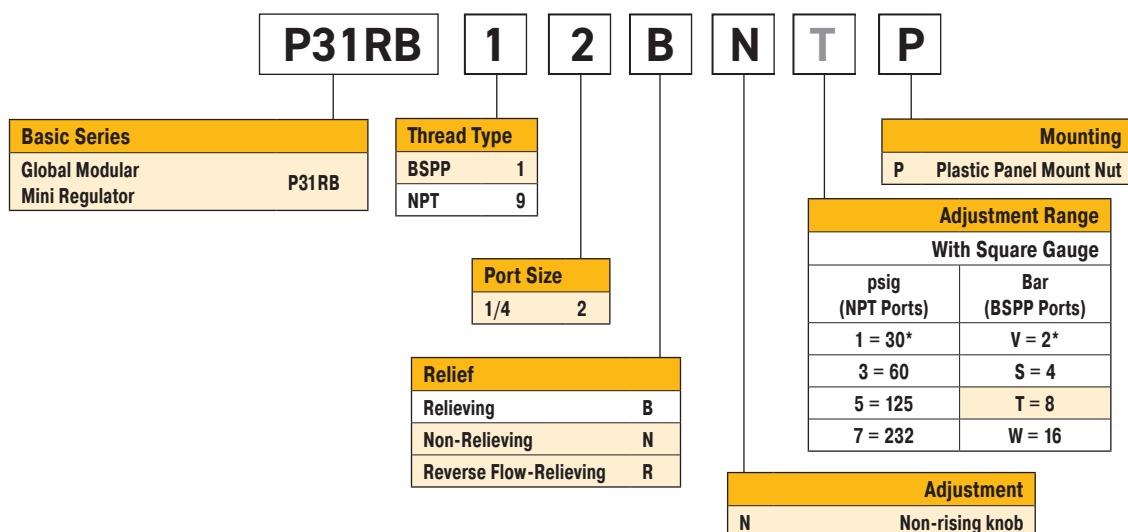 P31RB 1 2 B N T P
Basic Series
Global Modular
Mini Regulator P31RB
Thread Type
BSPP 1
NPT 9
Port Size
1/4 2
Relief
Relieving B
Non-Relieving N
Reverse Flow-Relieving R
Mounting
P Plastic Panel Mount Nut
Adjustment Range
With Square Gauge
psig Bar
(NPT Ports) (BSPP Ports)
1 = 30* V = 2*
3 = 60 S = 4
5 = 125 T = 8
7 = 232 W = 16
Adjustment
N Non-rising knob